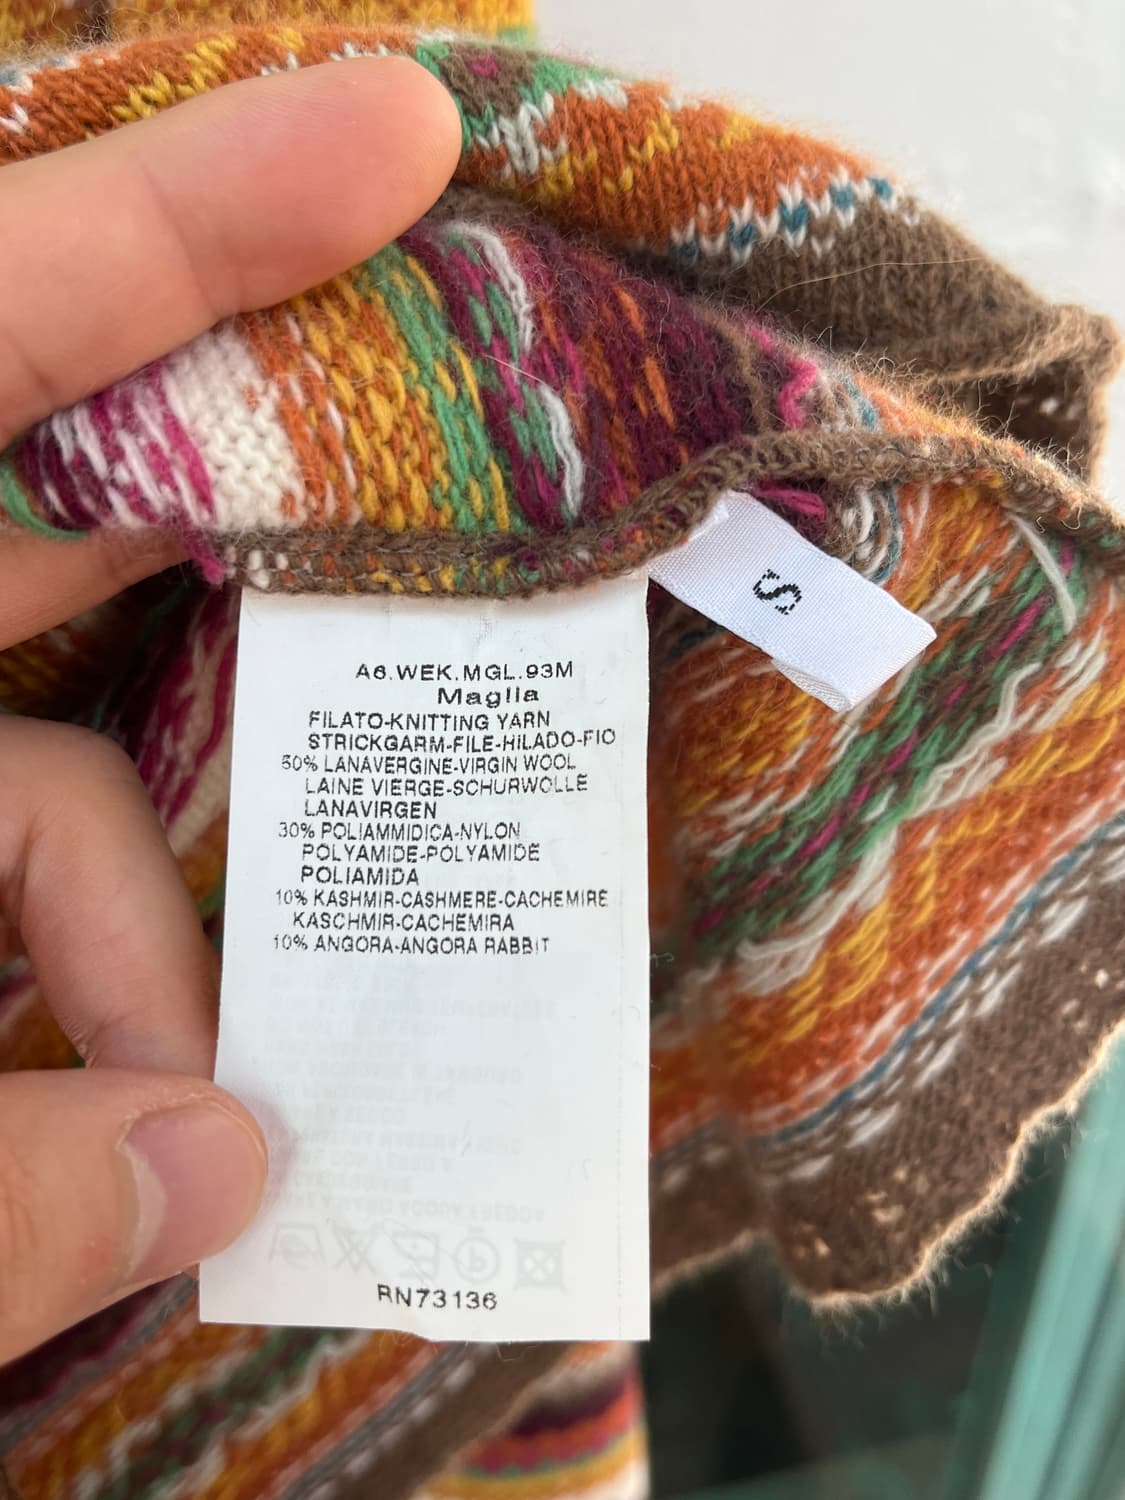 S
A6.WEK.MGL.93M
Maglia
FILATO-KNITTING YARN
STRICKGARM-FILE-HILADO-FIO
50% LANAVERGINE-VIRGIN WOOL
LAINE VIERGE-SCHURWOLLE
LANAVIRGEN
30% POLIAMMIDICA-NYLON
POLYAMIDE-POLYAMIDE
POLIAMIDA
10% KASHMIR-CASHMERE-CACHEMIRE
KASCHMIR-CACHEMIRA
10% ANGORA-ANGORA RABBIT
RN73136